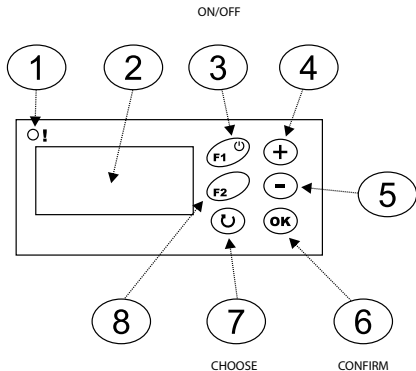 ON/OFF
1 2 3 4
!
F1 +
F2 -
5
OK
8 7 6
CHOOSE CONFIRM